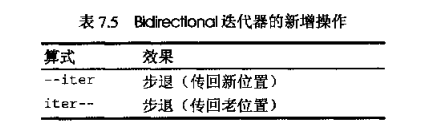 表 7.5 Bidirectional 迭代器的新增操作
算式 效果
--iter 步退（传回新位置）
iter-- 步退（传回老位置）